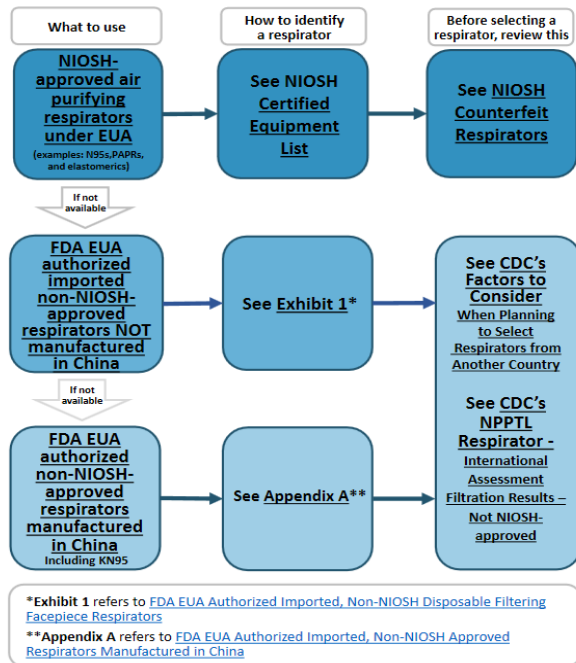 What to use
How to identify
a respirator
Before selecting a
respirator, review this
NIOSH-
approved air
purifying
respirators
under EUA
(examples: N95s,PAPRs,
and elastomerics)
See NIOSH
Certified
Equipment
List
See NIOSH
Counterfeit
Respirators
If not
available
FDA EUA
authorized
imported
non-NIOSH-
approved
respirators NOT
manufactured
in China
See Exhibit 1*
See CDC's
Factors to
Consider
When Planning
to Select
Respirators from
Another Country
If not
available
FDA EUA
authorized
non-NIOSH-
approved
respirators
manufactured
in China
Including KN95
See Appendix A**
See CDC's
NPPTL
Respirator -
International
Assessment
Filtration Results –
Not NIOSH-
approved
*Exhibit 1 refers to FDA EUA Authorized Imported, Non-NIOSH Disposable Filtering
Facepiece Respirators
**Appendix A refers to FDA EUA Authorized Imported, Non-NIOSH Approved
Respirators Manufactured in China